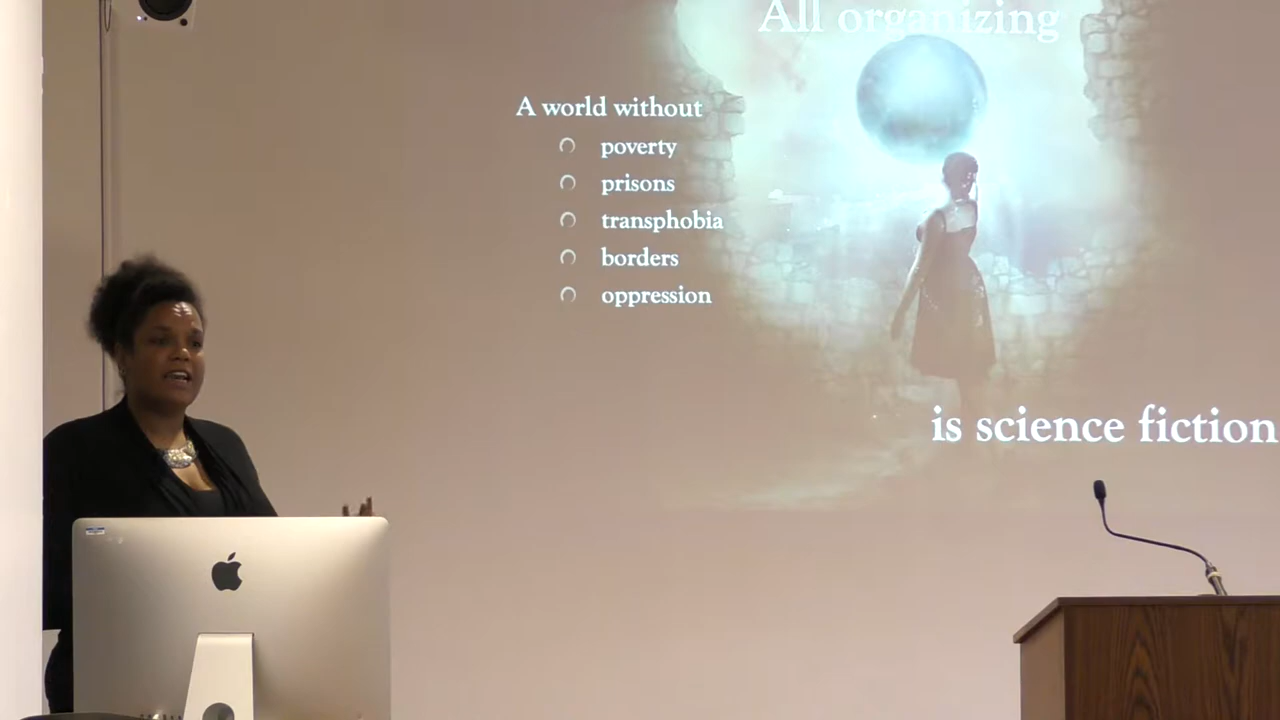 All organizing
A world without
poverty
prisons
transphobia
borders
oppression
is science fiction